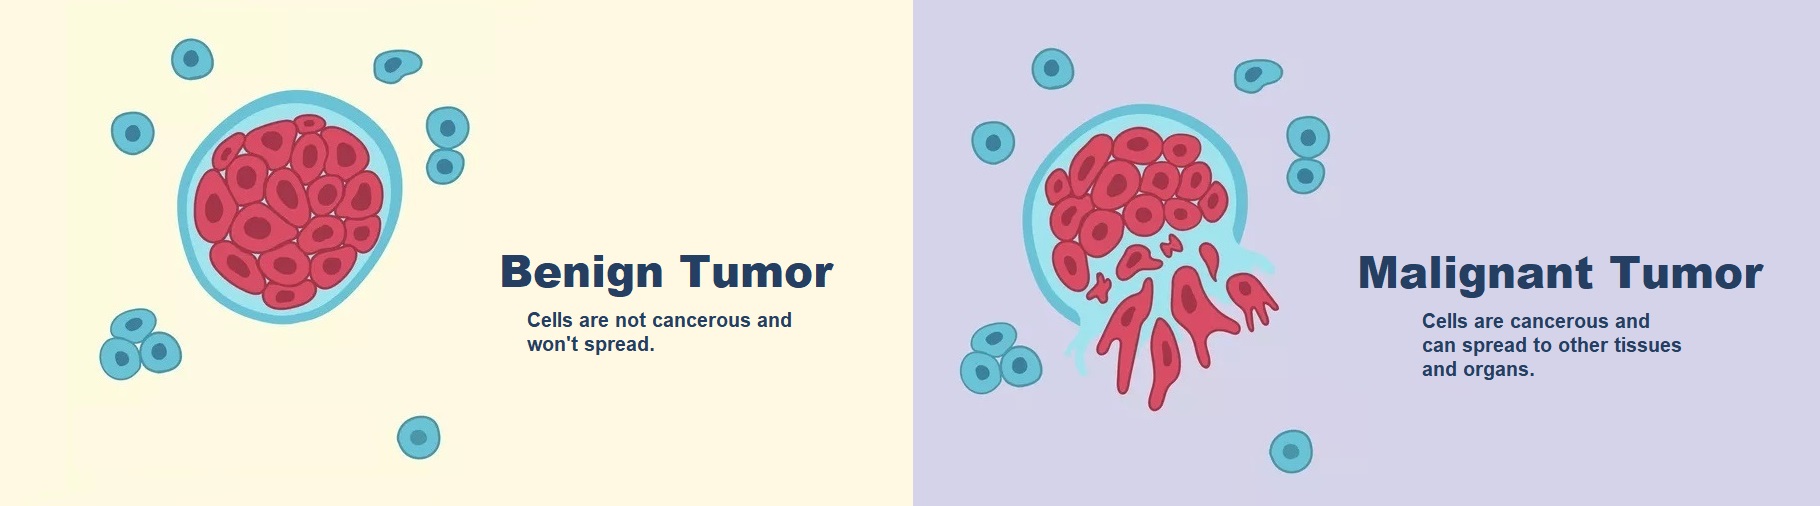 Benign Tumor
Cells are not cancerous and
won't spread.
Malignant Tumor
Cells are cancerous and
can spread to other tissues
and organs.